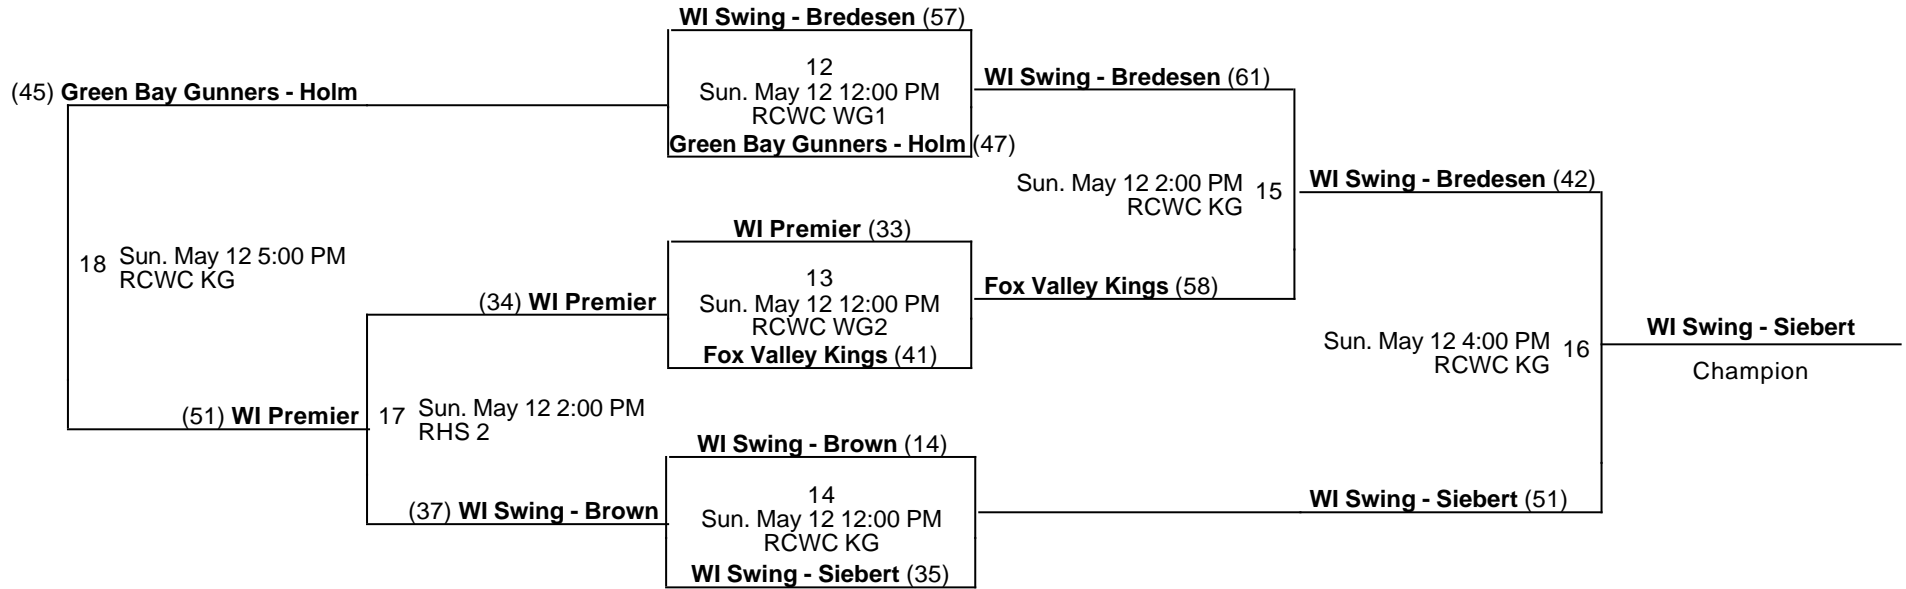 WI Swing - Bredesen (57)
12
Sun. May 12 12:00 PM
RCWC WG1
Green Bay Gunners - Holm (47)
(45) Green Bay Gunners - Holm
WI Swing - Bredesen (61)
Sun. May 12 2:00 PM
RCWC KG
15
WI Swing - Bredesen (42)
WI Premier (33)
13
Sun. May 12 12:00 PM
RCWC WG2
Fox Valley Kings (41)
18
Sun. May 12 5:00 PM
RCWC KG
(34) WI Premier
Fox Valley Kings (58)
Sun. May 12 4:00 PM
RCWC KG
16
WI Swing - Siebert
Champion
(51) WI Premier
17
Sun. May 12 2:00 PM
RHS 2
WI Swing - Brown (14)
14
Sun. May 12 12:00 PM
RCWC KG
WI Swing - Siebert (35)
(37) WI Swing - Brown
WI Swing - Siebert (51)